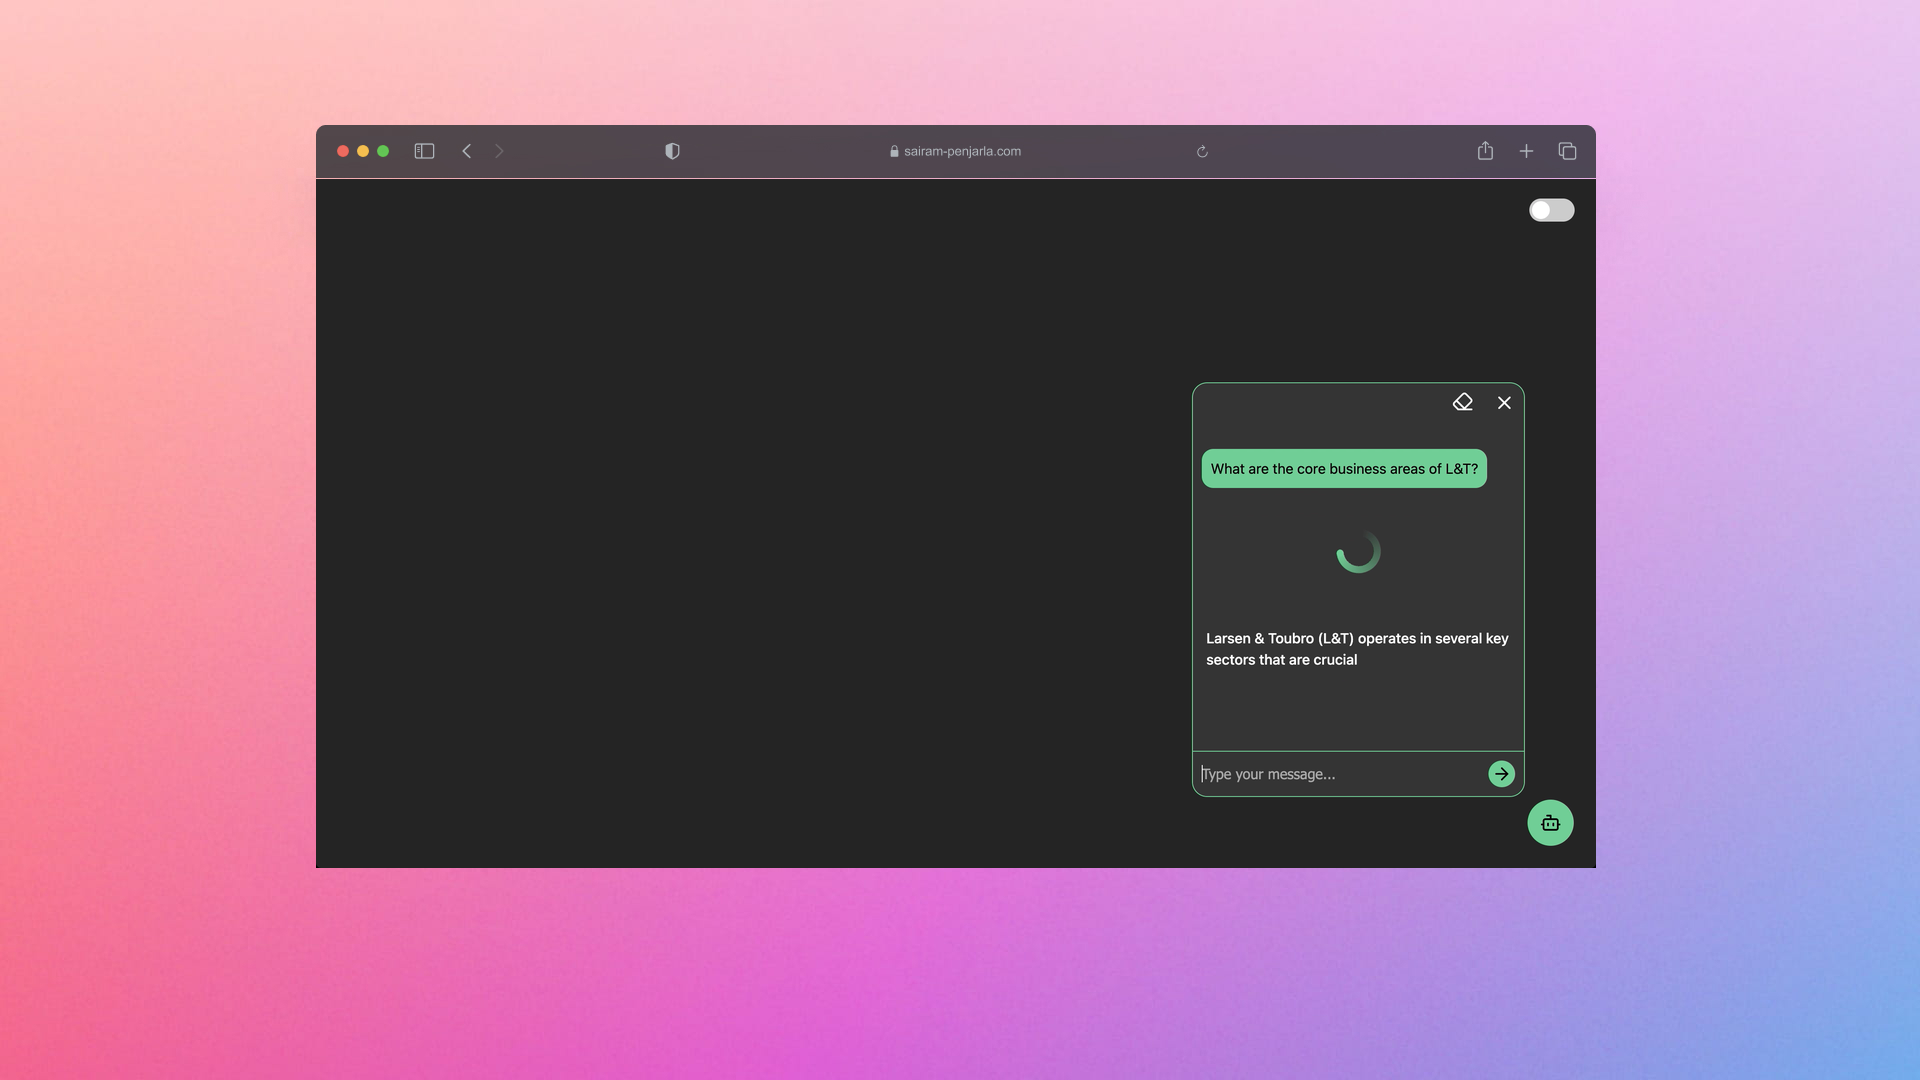 sairam-penjarla.com
What are the core business areas of L&T?
Larsen & Toubro (L&T) operates in several key
sectors that are crucial
Type your message...